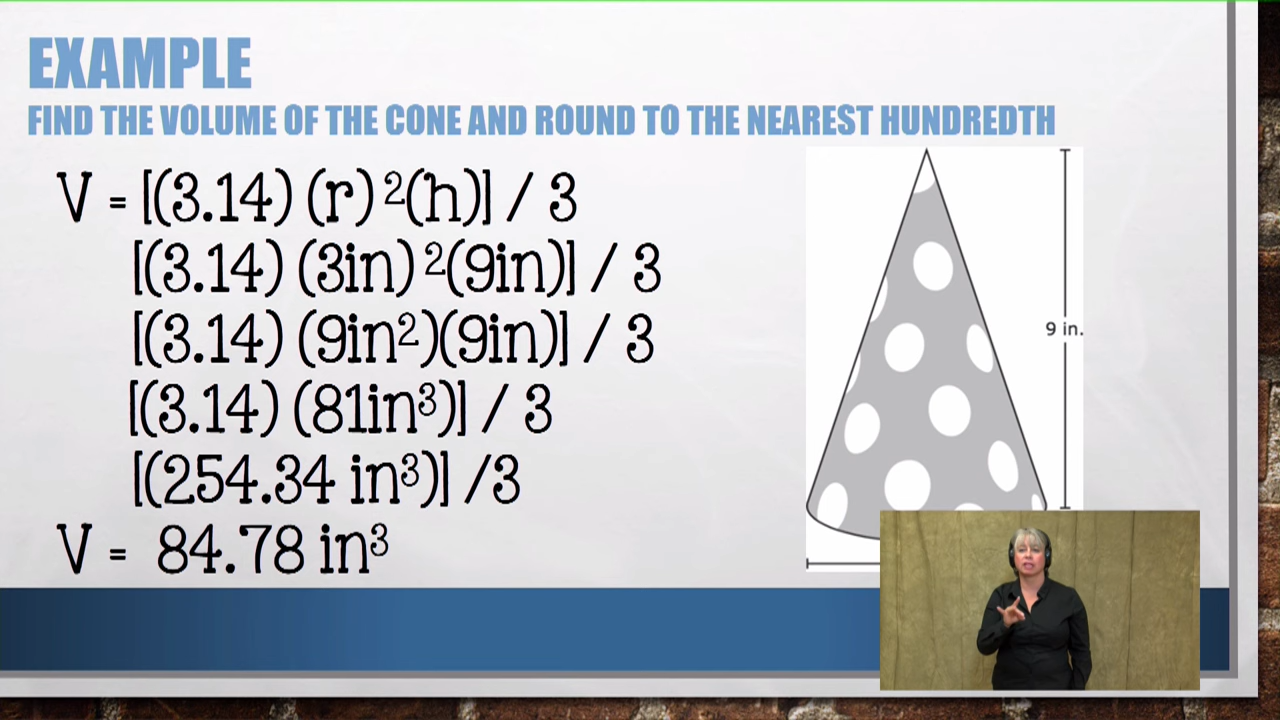 EXAMPLE
FIND THE VOLUME OF THE CONE AND ROUND TO THE NEAREST HUNDREDTH
V = [(3.14) (r) ²(h)] / 3
[(3.14) (3in) ²(9in)] / 3
[(3.14) (9in²)(9in)] / 3
[(3.14) (81in³)] / 3
[(254.34 in³)] /3
V = 84.78 in³
9 in.